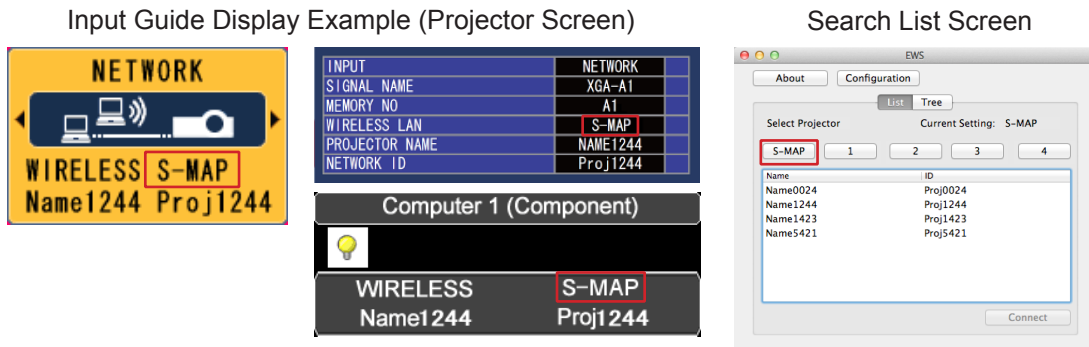 Input Guide Display Example (Projector Screen)
Search List Screen
NETWORK
WIRELESS S-MAP
Name1244 Proj1244
INPUT NETWORK
SIGNAL NAME XGA-A1
MEMORY NO A1
WIRELESS LAN S-MAP
PROJECTOR NAME NAME1244
NETWORK ID Proj1244
Computer 1 (Component)
WIRELESS S-MAP
Name1244 Proj1244
EWS
About Configuration
List Tree
Select Projector Current Setting: S-MAP
S-MAP 1 2 3 4
Name ID
Name0024 Proj0024
Name1244 Proj1244
Name1423 Proj1423
Name5421 Proj5421
Connect